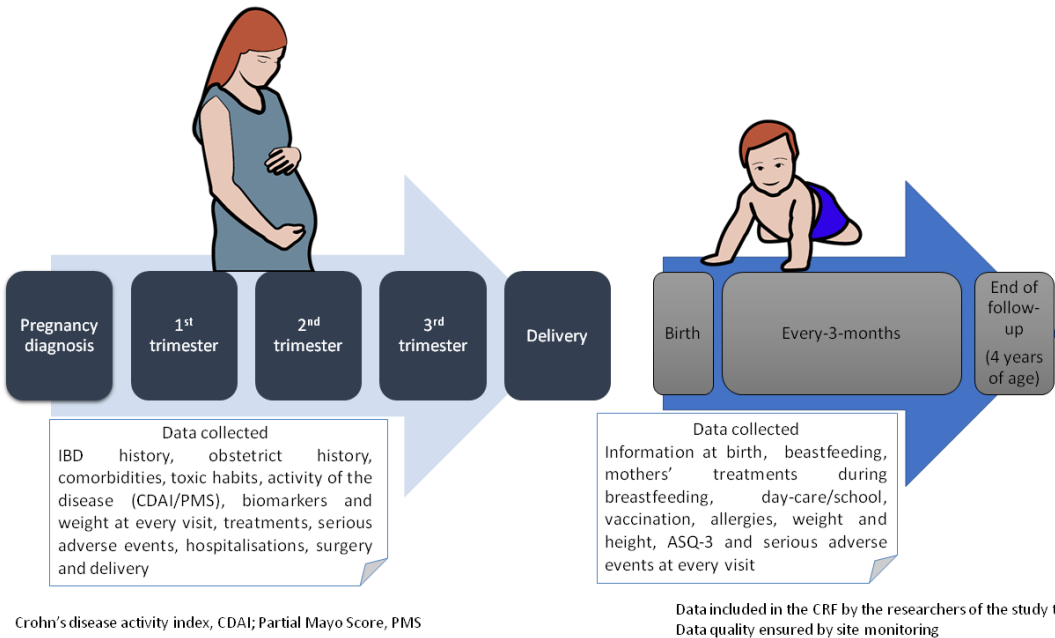 Pregnancy
diagnosis
1st
trimester
2nd
trimester
3rd
trimester
Delivery
Birth
Every-3-months
End of
follow-
up
(4 years
of age)
Data collected
IBD history, obstetrict history,
comorbidities, toxic habits, activity of the
disease (CDAI/PMS), biomarkers and
weight at every visit, treatments, serious
adverse events, hospitalisations, surgery
and delivery
Data collected
Information at birth, beastfeeding,
mothers' treatments during
breastfeeding, day-care/school,
vaccination, allergies, weight and
height, ASQ-3 and serious adverse
events at every visit
Crohn's disease activity index, CDAI; Partial Mayo Score, PMS
Data included in the CRF by the researchers of the study
Data quality ensured by site monitoring